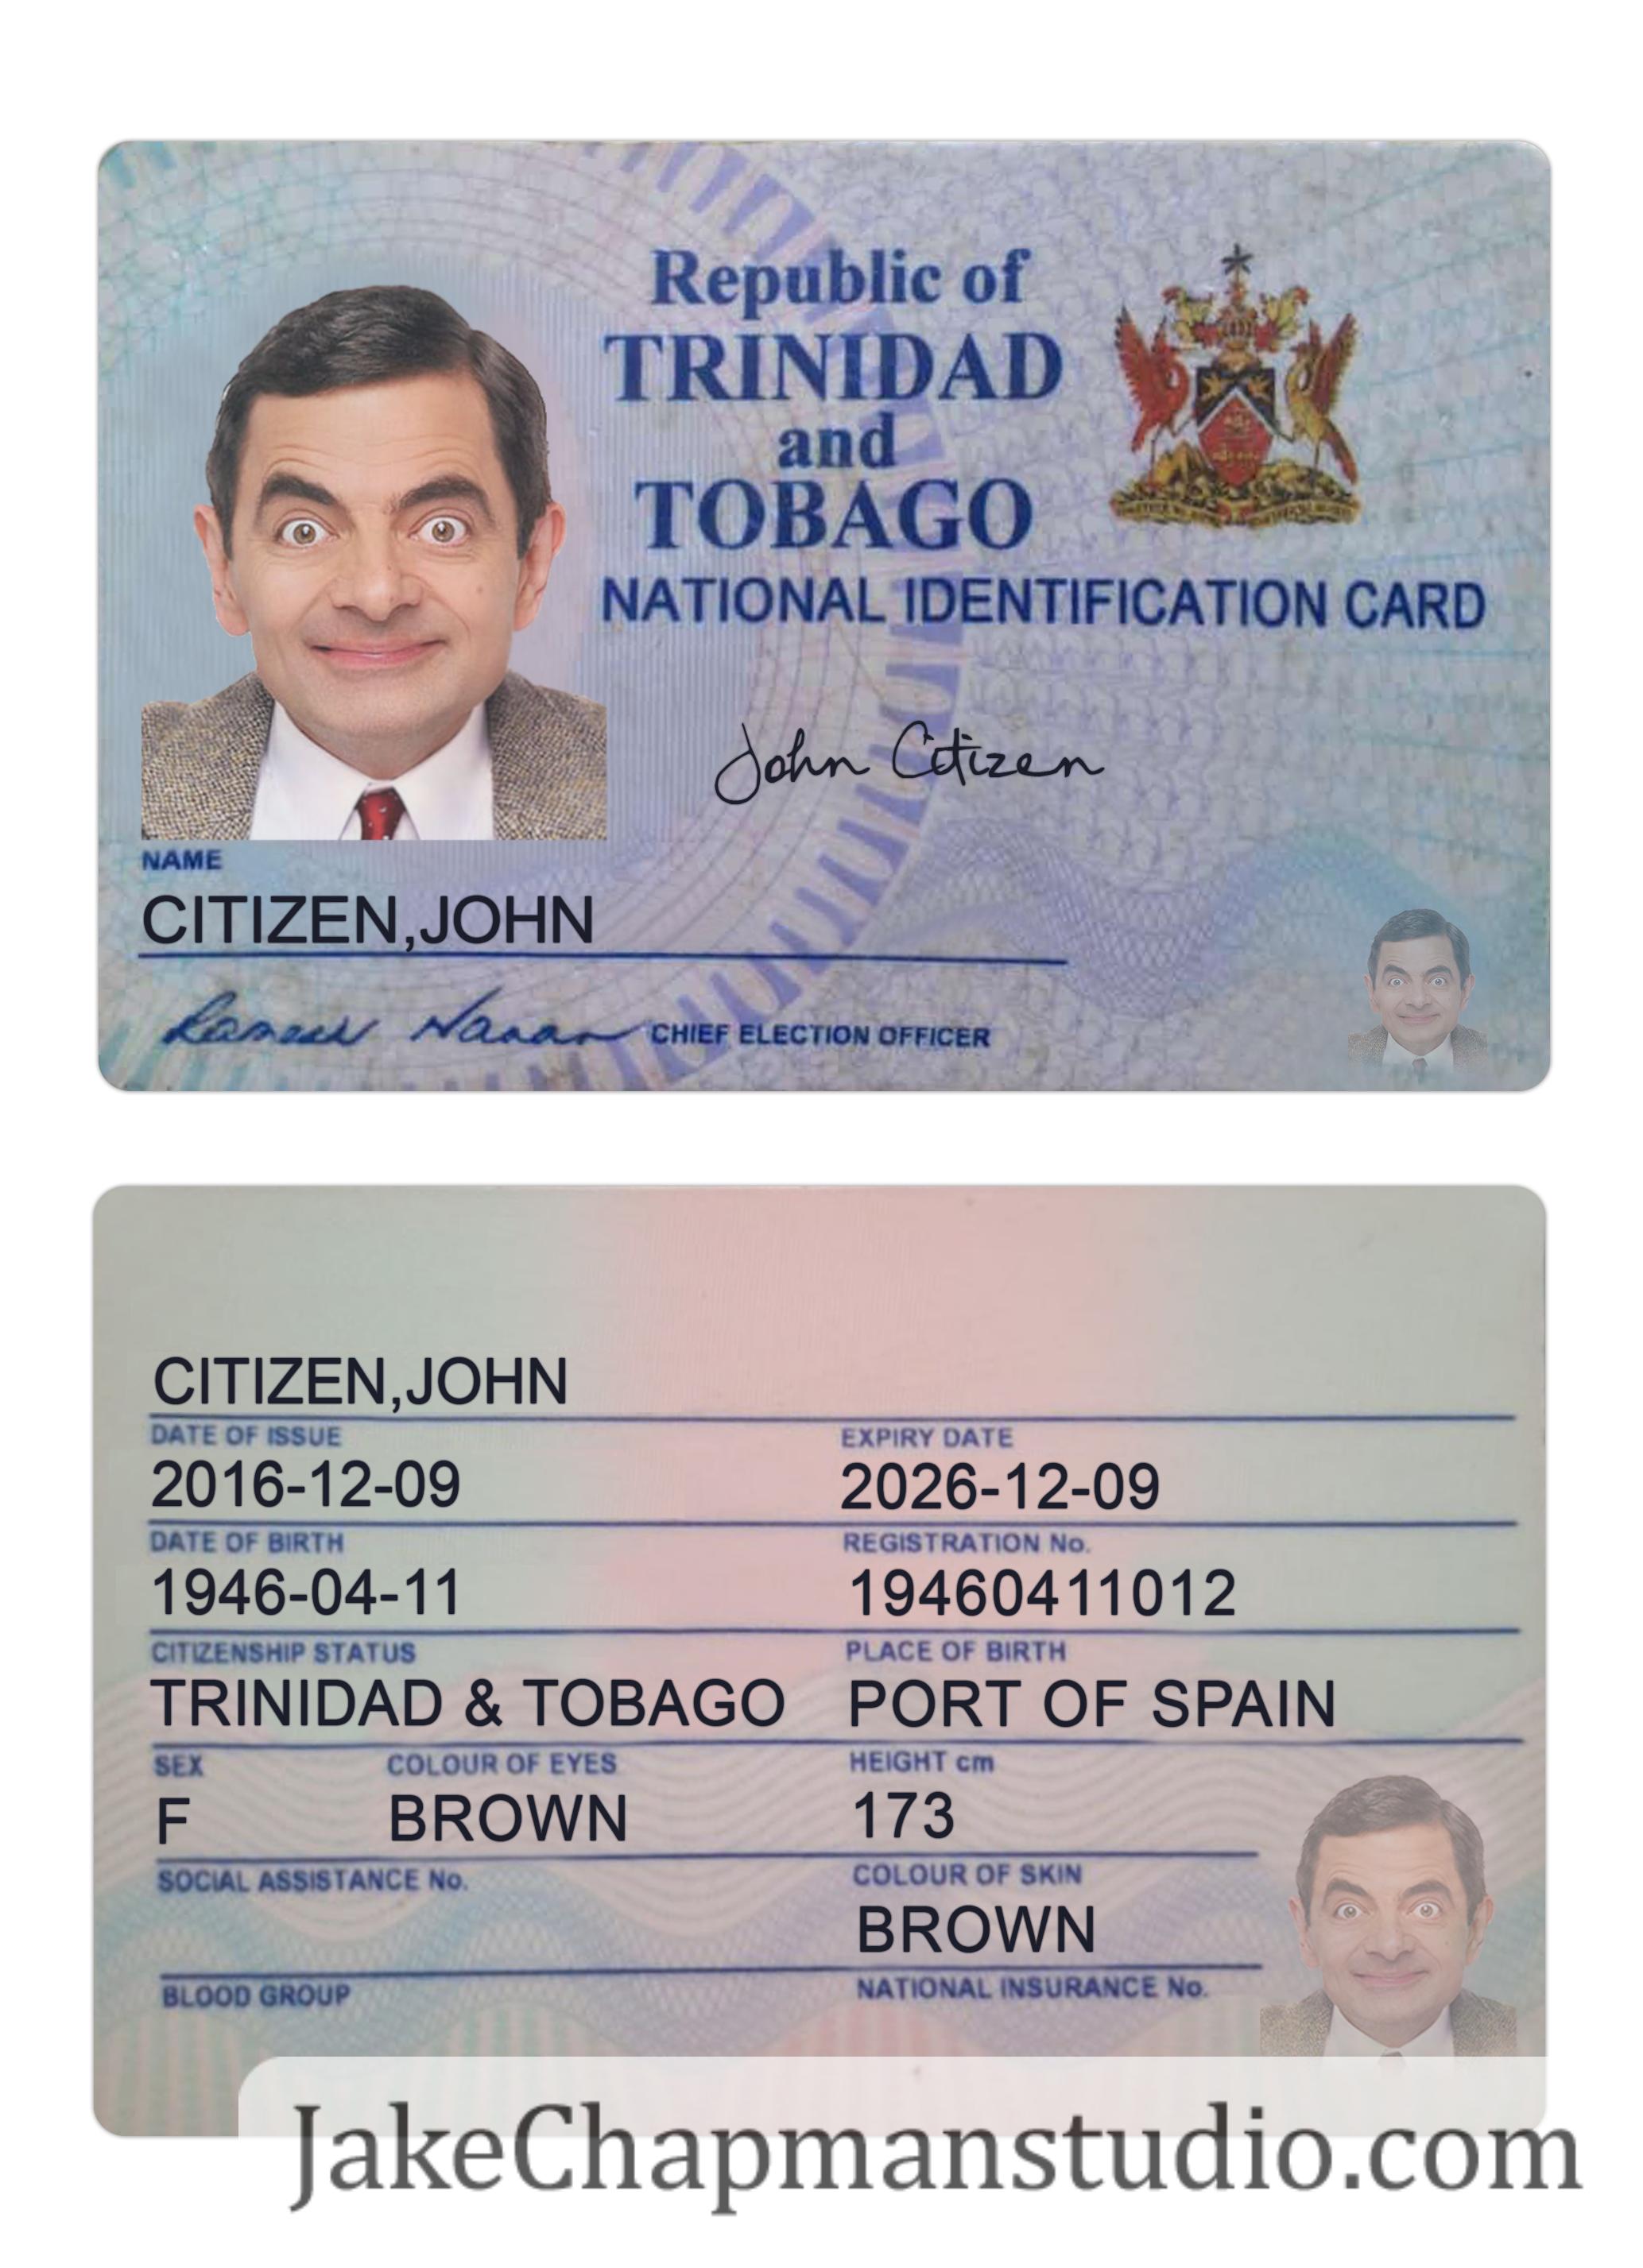 Republic of
TRINIDAD
and
TOBAGO
NATIONAL IDENTIFICATION CARD
John Citizen
NAME
CITIZEN,JOHN
CHIEF ELECTION OFFICER
CITIZEN,JOHN
DATE OF ISSUE
EXPIRY DATE
2016-12-09
2026-12-09
DATE OF BIRTH
REGISTRATION No.
1946-04-11
19460411012
CITIZENSHIP STATUS
PLACE OF BIRTH
TRINIDAD & TOBAGO
PORT OF SPAIN
SEX
COLOUR OF EYES
HEIGHT cm
F
BROWN
173
SOCIAL ASSISTANCE No.
COLOUR OF SKIN
BROWN
BLOOD GROUP
NATIONAL INSURANCE No.
JakeChapmanstudio.com